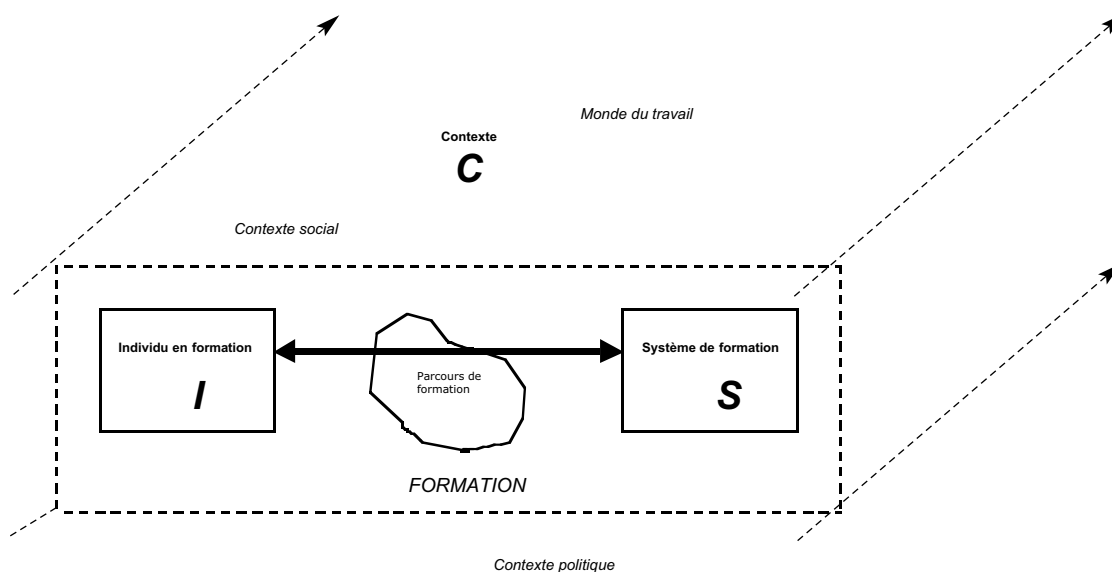 Monde du travail
Contexte
C
Contexte social
Individu en formation
I
Parcours de
formation
Système de formation
S
FORMATION
Contexte politique